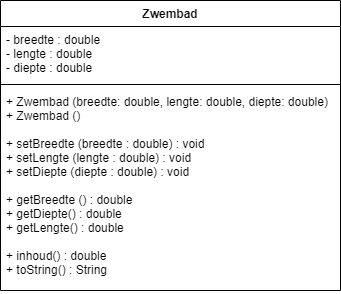 Zwembad
- breedte : double
- lengte : double
- diepte : double
+ Zwembad (breedte: double, lengte: double, diepte: double)
+ Zwembad ()
+ setBreedte (breedte : double) : void
+ setLengte (lengte : double) : void
+ setDiepte (diepte : double) : void
+ getBreedte () : double
+ getDiepte() : double
+ getLengte() : double
+ inhoud() : double
+ toString() : String